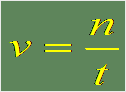 v = n/t